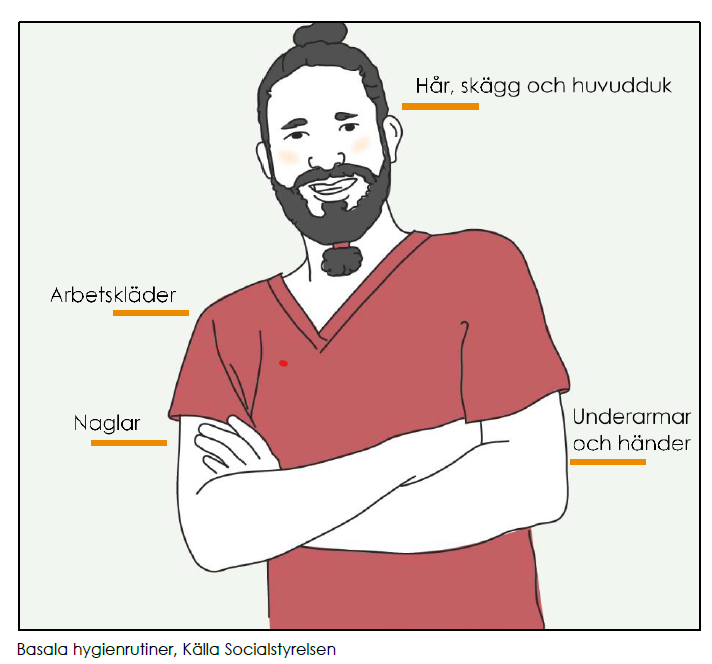 Hår, skägg och huvudduk
Arbetskläder
Naglar
Underarmar
och händer
Basala hygienrutiner, Källa Socialstyrelsen